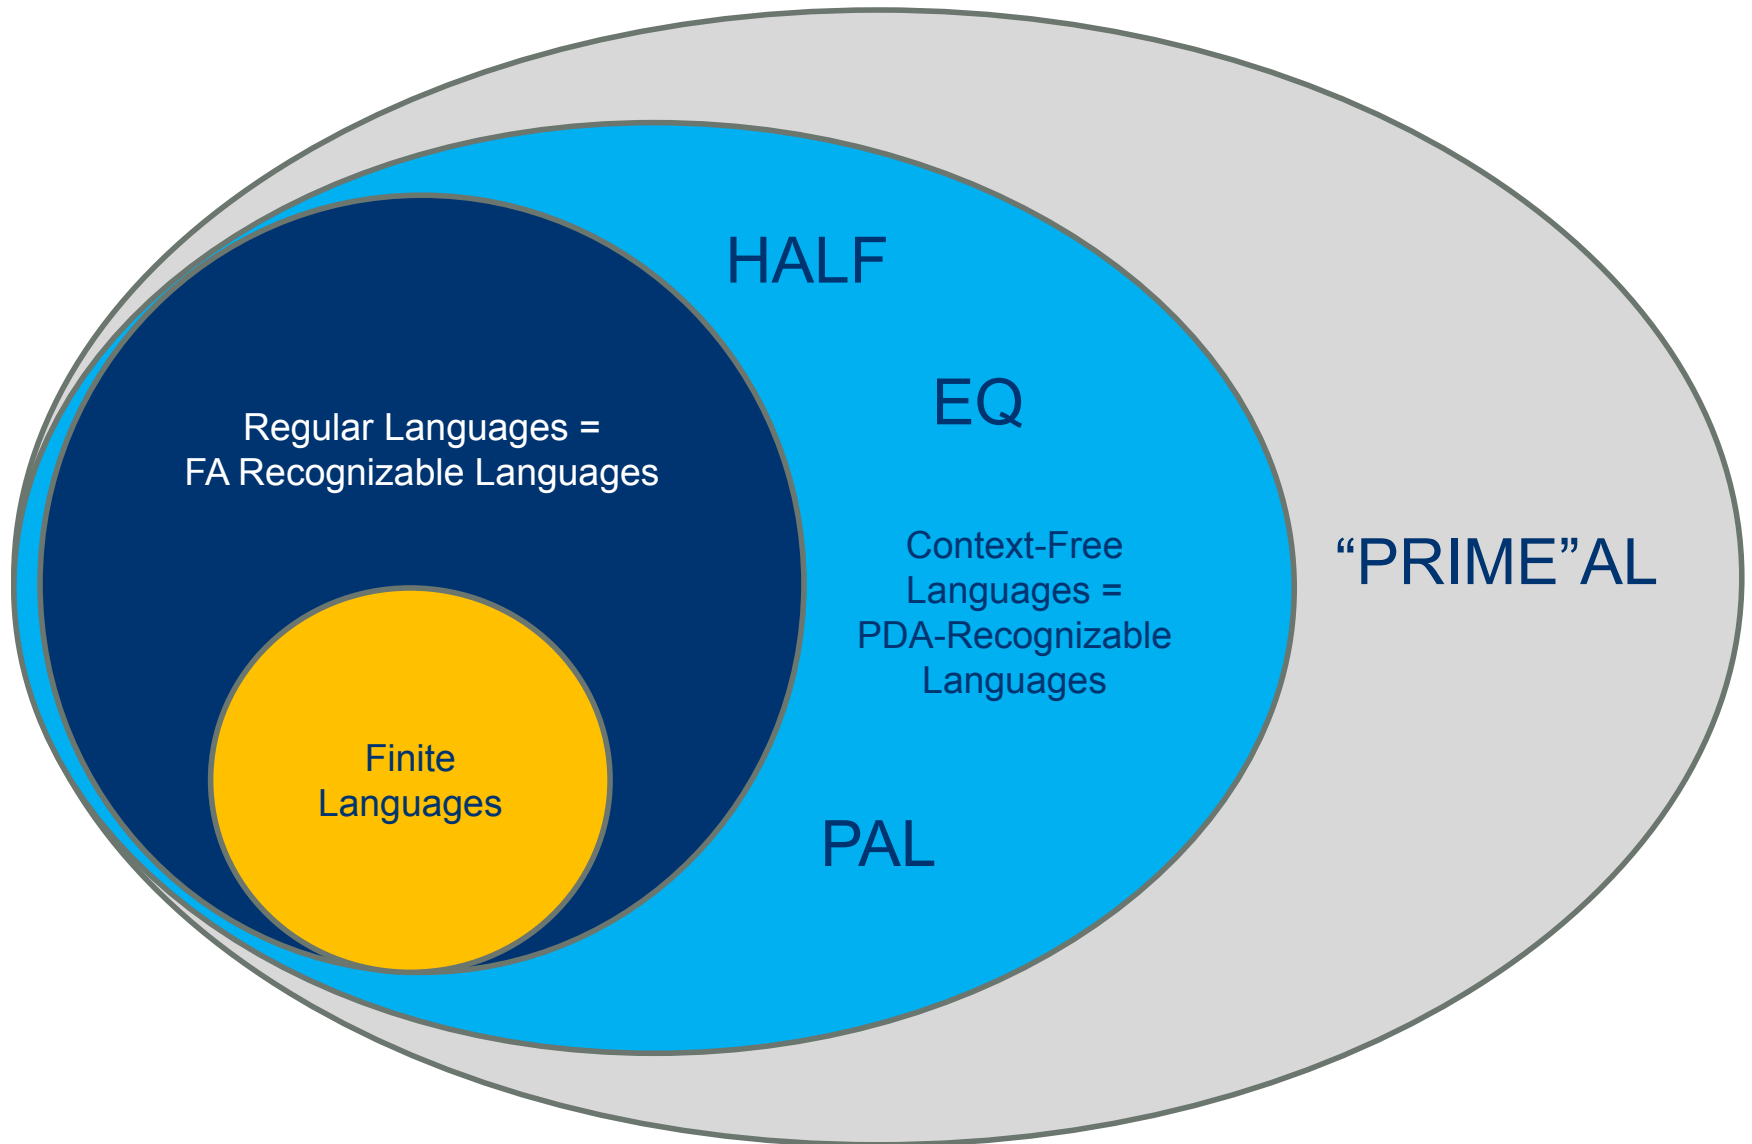 HALF
EQ
Regular Languages =
FA Recognizable Languages
Context-Free
Languages =
PDA-Recognizable
Languages
“PRIME”AL
Finite
Languages
PAL